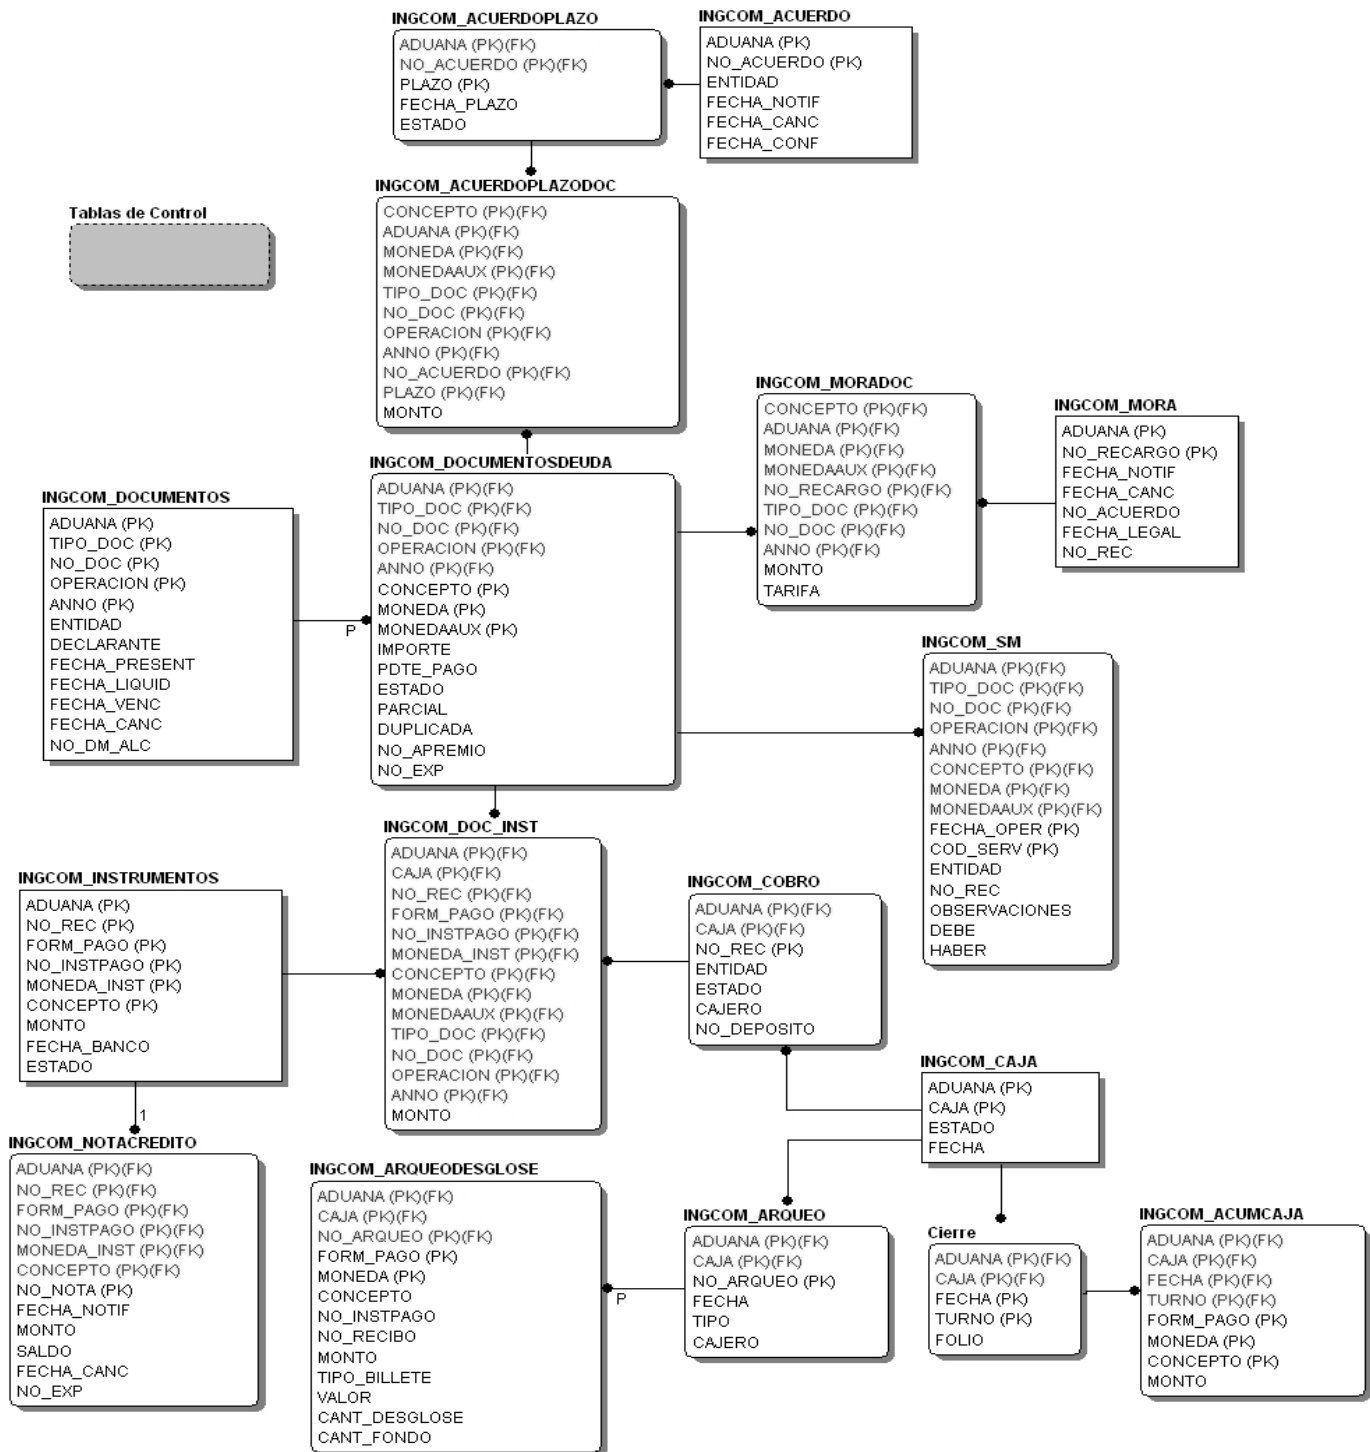 INGCOM_ACUERDOPLAZO
ADUANA (PK)(FK)
NO_ACUERDO (PK)(FK)
PLAZO (PK)
FECHA_PLAZO
ESTADO
INGCOM_ACUERDO
ADUANA (PK)
NO_ACUERDO (PK)
ENTIDAD
FECHA_NOTIF
FECHA_CANC
FECHA_CONF
INGCOM_ACUERDOPLAZODOC
CONCEPTO (PK)(FK)
ADUANA (PK)(FK)
MONEDA (PK)(FK)
MONEDAAUX (PK)(FK)
TIPO_DOC (PK)(FK)
NO_DOC (PK)(FK)
OPERACION (PK)(FK)
ANNO (PK)(FK)
NO_ACUERDO (PK)(FK)
PLAZO (PK)(FK)
MONTO
Tablas de Control
INGCOM_MORADOC
CONCEPTO (PK)(FK)
ADUANA (PK)(FK)
MONEDA (PK)(FK)
MONEDAAUX (PK)(FK)
NO_RECARGO (PK)(FK)
TIPO_DOC (PK)(FK)
NO_DOC (PK)(FK)
ANNO (PK)(FK)
MONTO
TARIFA
INGCOM_MORA
ADUANA (PK)
NO_RECARGO (PK)
FECHA_NOTIF
FECHA_CANC
NO_ACUERDO
FECHA_LEGAL
NO_REC
INGCOM_DOCUMENTOS
ADUANA (PK)
TIPO_DOC (PK)
NO_DOC (PK)
OPERACION (PK)
ANNO (PK)
ENTIDAD
DECLARANTE
FECHA_PRESENT
FECHA_LIQUID
FECHA_VENC
FECHA_CANC
NO_DM_ALC
P
INGCOM_DOCUMENTOSDEUDA
ADUANA (PK)(FK)
TIPO_DOC (PK)(FK)
NO_DOC (PK)(FK)
OPERACION (PK)(FK)
ANNO (PK)(FK)
CONCEPTO (PK)
MONEDA (PK)
MONEDAAUX (PK)
IMPORTE
PDTE_PAGO
ESTADO
PARCIAL
DUPLICADA
NO_APREMIO
NO_EXP
INGCOM_SM
ADUANA (PK)(FK)
TIPO_DOC (PK)(FK)
NO_DOC (PK)(FK)
OPERACION (PK)(FK)
ANNO (PK)(FK)
CONCEPTO (PK)(FK)
MONEDA (PK)(FK)
MONEDAAUX (PK)(FK)
FECHA_OPER (PK)
COD_SERV (PK)
ENTIDAD
NO_REC
OBSERVACIONES
DEBE
HABER
INGCOM_INSTRUMENTOS
ADUANA (PK)
NO_REC (PK)
FORM_PAGO (PK)
NO_INSTPAGO (PK)
MONEDA_INST (PK)
CONCEPTO (PK)
MONTO
FECHA_BANCO
ESTADO
1
INGCOM_DOC_INST
ADUANA (PK)(FK)
CAJA (PK)(FK)
NO_REC (PK)(FK)
FORM_PAGO (PK)(FK)
NO_INSTPAGO (PK)(FK)
MONEDA_INST (PK)(FK)
CONCEPTO (PK)(FK)
MONEDA (PK)(FK)
MONEDAAUX (PK)(FK)
TIPO_DOC (PK)(FK)
NO_DOC (PK)(FK)
OPERACION (PK)(FK)
ANNO (PK)(FK)
MONTO
INGCOM_COBRO
ADUANA (PK)(FK)
CAJA (PK)(FK)
NO_REC (PK)
ENTIDAD
ESTADO
CAJERO
NO_DEPOSITO
INGCOM_CAJA
ADUANA (PK)
CAJA (PK)
ESTADO
FECHA
INGCOM_NOTACREDITO
ADUANA (PK)(FK)
NO_REC (PK)(FK)
FORM_PAGO (PK)(FK)
NO_INSTPAGO (PK)(FK)
MONEDA_INST (PK)(FK)
CONCEPTO (PK)(FK)
NO_NOTA (PK)
FECHA_NOTIF
MONTO
SALDO
FECHA_CANC
NO_EXP
INGCOM_ARQUEODESGLOSE
ADUANA (PK)(FK)
CAJA (PK)(FK)
NO_ARQUEO (PK)(FK)
FORM_PAGO (PK)
MONEDA (PK)
CONCEPTO
NO_INSTPAGO
NO_RECIBO
MONTO
TIPO_BILLETE
VALOR
CANT_DESGLOSE
CANT_FONDO
P
INGCOM_ARQUEO
ADUANA (PK)(FK)
CAJA (PK)(FK)
NO_ARQUEO (PK)
FECHA
TIPO
CAJERO
Cierre
ADUANA (PK)(FK)
CAJA (PK)(FK)
FECHA (PK)
TURNO (PK)
FOLIO
INGCOM_ACUMCAJA
ADUANA (PK)(FK)
CAJA (PK)(FK)
FECHA (PK)(FK)
TURNO (PK)(FK)
FORM_PAGO (PK)
MONEDA (PK)
CONCEPTO (PK)
MONTO